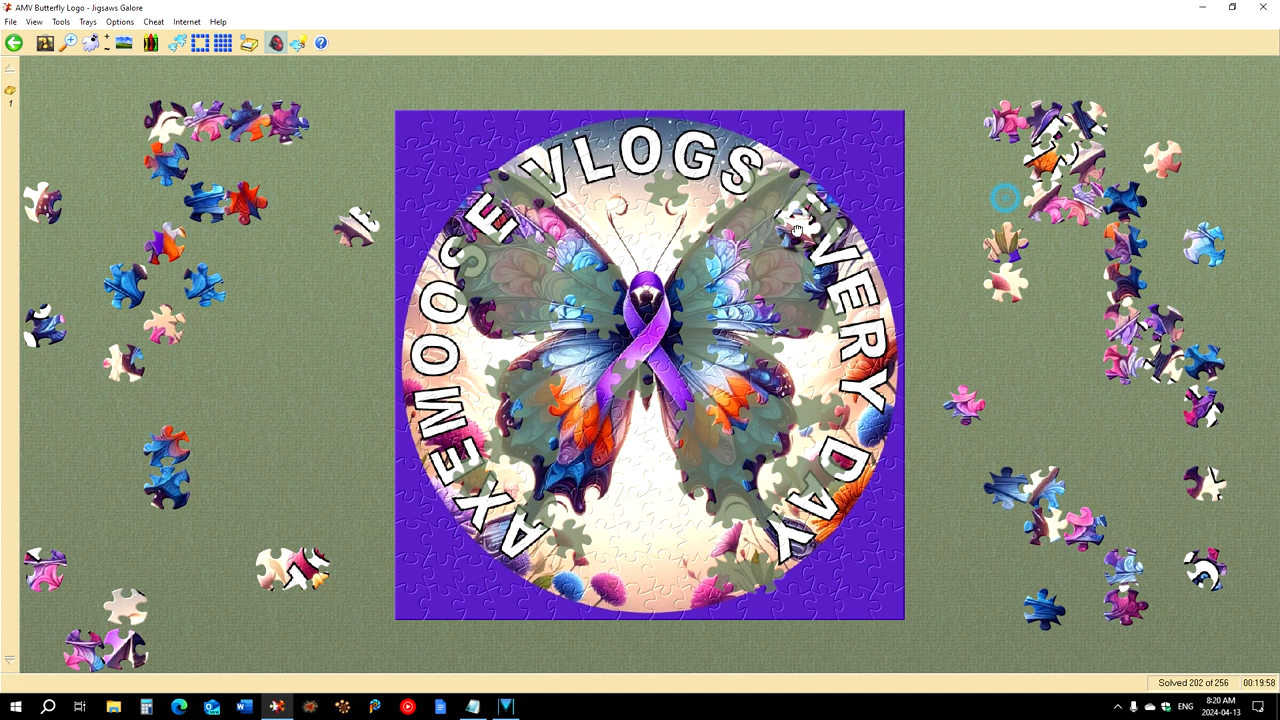 AMV Butterfly Logo - Jigsaws Galore
File View Tools Trays Options Cheat Internet Help
1
AXEMOOSE VLOGS EVERY DAY
Solved 202 of 256 00:19:58
ENG
8:20 AM
2024-04-13